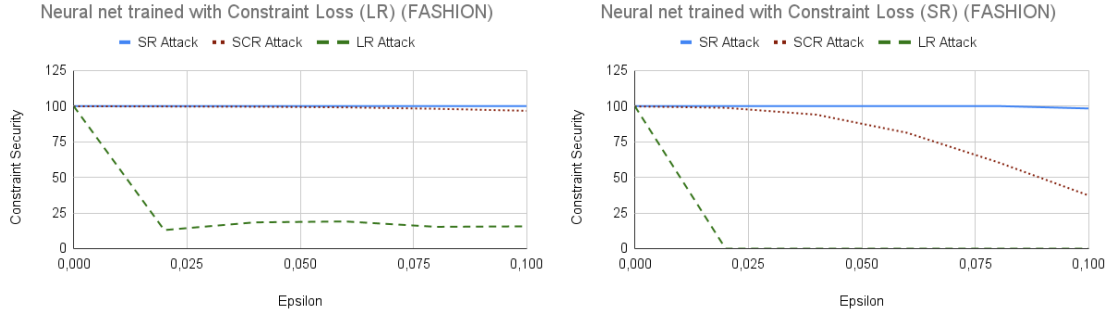 Neural net trained with Constraint Loss (LR) (FASHION)
SR Attack SCR Attack LR Attack
125
100
75
50
25
0
0,000 0,025 0,050 0,075 0,100
Constraint Security
Epsilon
Neural net trained with Constraint Loss (SR) (FASHION)
SR Attack SCR Attack LR Attack
125
100
75
50
25
0
0,000 0,025 0,050 0,075 0,100
Constraint Security
Epsilon